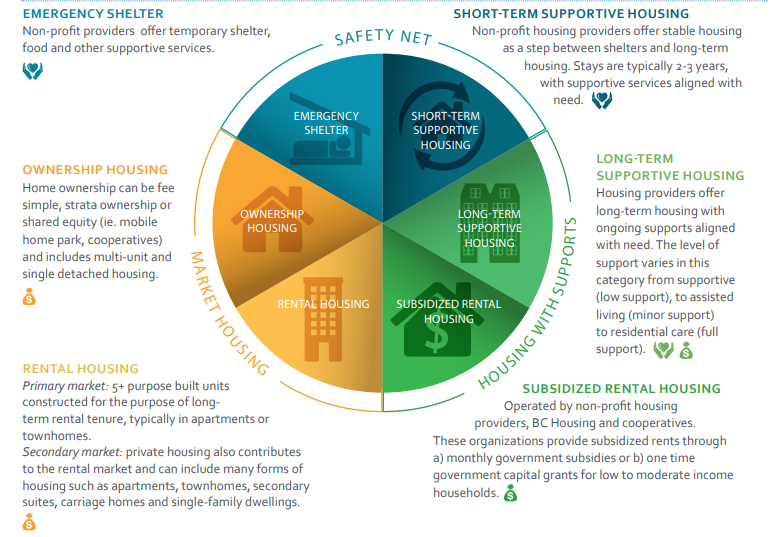 EMERGENCY SHELTER
Non-profit providers offer temporary shelter,
food and other supportive services.
SHORT-TERM SUPPORTIVE HOUSING
Non-profit housing providers offer stable housing
as a step between shelters and long-term
housing. Stays are typically 2-3 years,
with supportive services aligned with
need.
SAFETY NET
EMERGENCY
SHELTER
SHORT-TERM
SUPPORTIVE
HOUSING
OWNERSHIP HOUSING
Home ownership can be fee
simple, strata ownership or
shared equity (ie. mobile
home park, cooperatives)
and includes multi-unit and
single detached housing.
$
OWNERSHIP
HOUSING
LONG-TERM
SUPPORTIVE
HOUSING
LONG-TERM
SUPPORTIVE HOUSING
Housing providers offer
long-term housing with
ongoing supports aligned
with need. The level of
support varies in this
category from supportive
(low support), to assisted
living (minor support)
to residential care (full
support).
$
MARKET HOUSING
RENTAL HOUSING
SUBSIDIZED RENTAL
HOUSING
$
HOUSING WITH SUPPORTS
RENTAL HOUSING
Primary market: 5+ purpose built units
constructed for the purpose of long-
term rental tenure, typically in apartments or
townhomes.
Secondary market: private housing also contributes
to the rental market and can include many forms of
housing such as apartments, townhomes, secondary
suites, carriage homes and single-family dwellings.
$
SUBSIDIZED RENTAL HOUSING
Operated by non-profit housing
providers, BC Housing and cooperatives.
These organizations provide subsidized rents through
a) monthly government subsidies or b) one time
government capital grants for low to moderate income
households.
$